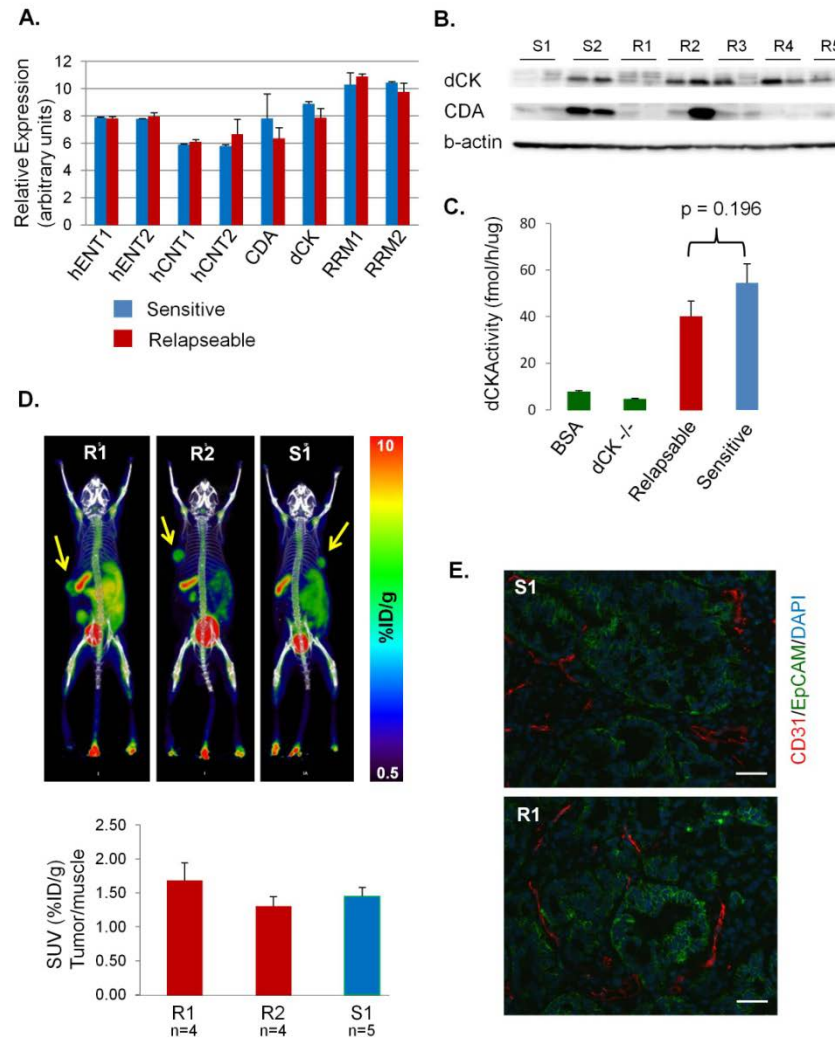 A.
Relative Expression
(arbitrary units)
12
10
8
6
4
2
0
hENT1
hENT2
hCNT1
hCNT2
CDA
dCK
RRM1
RRM2
Sensitive
Relapseable
B.
S1 S2 R1 R2 R3 R4 R5
dCK
CDA
b-actin
C.
p = 0.196
dCKActivity (fmol/h/ug)
80
60
40
20
0
BSA
dCK -/-
Relapsable
Sensitive
D.
R1
R2
S1
10
%ID/g
0.5
SUV (%ID/g)
Tumor/muscle
2.50
2.00
1.50
1.00
0.50
0.00
R1 R2 S1
n=4 n=4 n=5
E.
S1
R1
CD31/EpCAM/DAPI